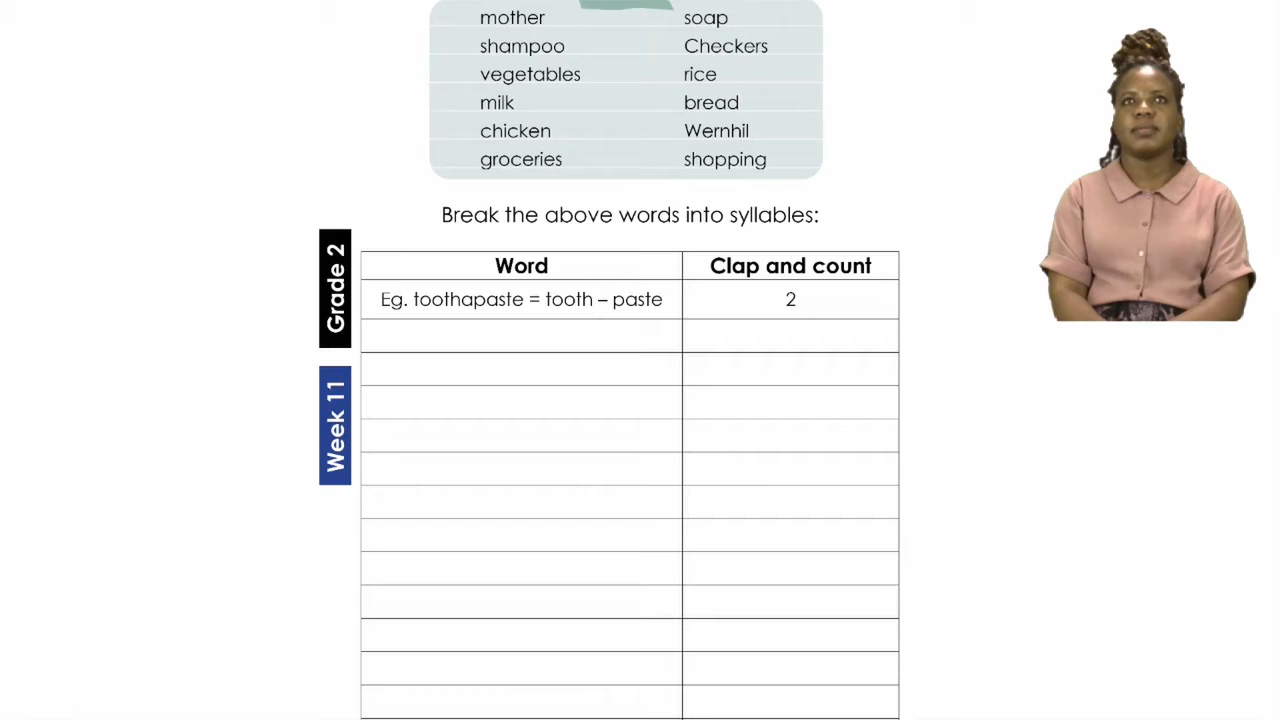 mother soap
shampoo Checkers
vegetables rice
milk bread
chicken Wernhil
groceries shopping
Break the above words into syllables:
Grade 2
Week 11
Word Clap and count
Eg. toothapaste = tooth – paste 2